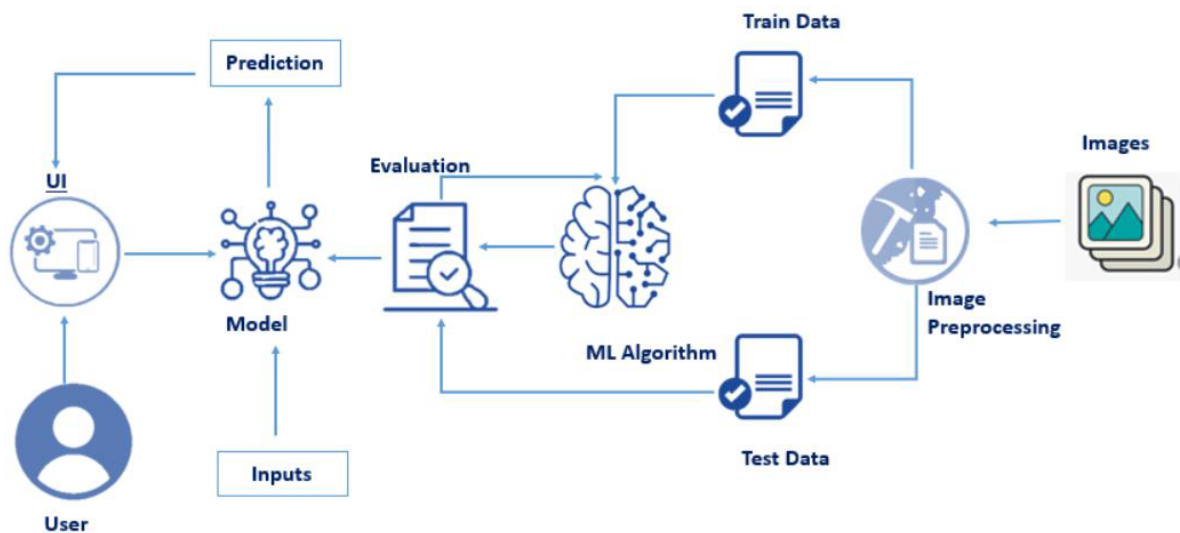 Train Data
Prediction
Images
Evaluation
UI
Image
Preprocessing
Model
ML Algorithm
Test Data
Inputs
User